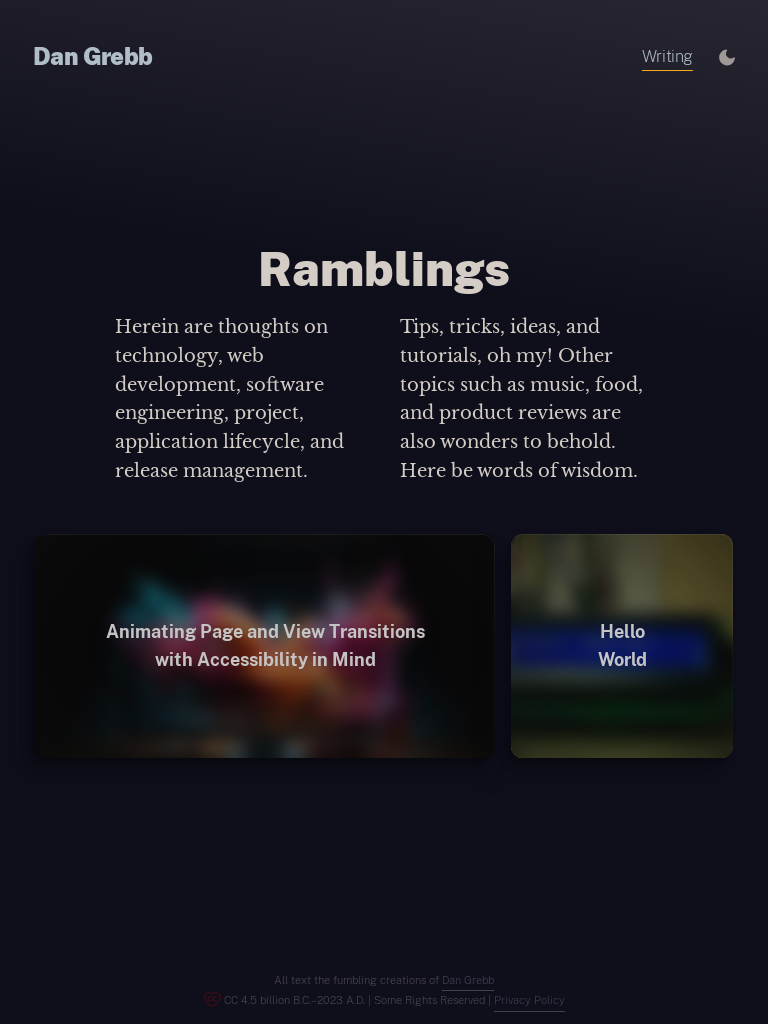 Dan Grebb
Writing
Ramblings
Herein are thoughts on
technology, web
development, software
engineering, project,
application lifecycle, and
release management.
Tips, tricks, ideas, and
tutorials, oh my! Other
topics such as music, food,
and product reviews are
also wonders to behold.
Here be words of wisdom.
Animating Page and View Transitions
with Accessibility in Mind
Hello
World
All text the fumbling creations of Dan Grebb
CC 4.5 billion B.C.–2023 A.D. | Some Rights Reserved | Privacy Policy